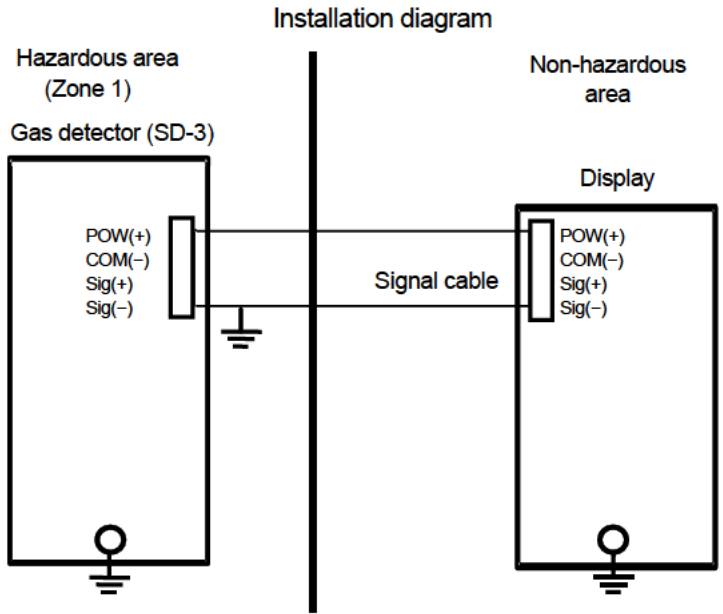 Installation diagram
Hazardous area
(Zone 1)
Non-hazardous
area
Gas detector (SD-3)
Display
POW(+)
COM(−)
Sig(+)
Sig(−)
Signal cable
POW(+)
COM(−)
Sig(+)
Sig(−)